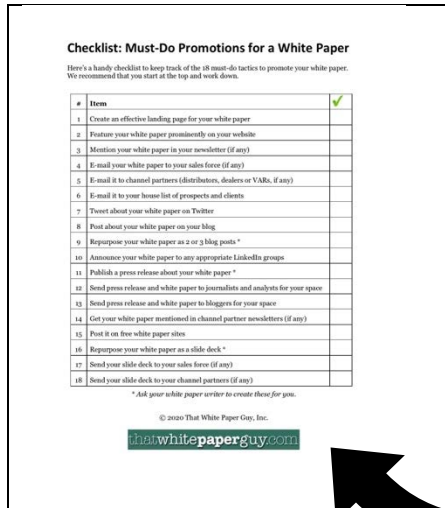 Checklist: Must-Do Promotions for a White Paper
Here's a handy checklist to keep track of the 18 must-do tactics to promote your white paper.
We recommend that you start at the top and work down.
# Item
1 Create an effective landing page for your white paper
2 Feature your white paper prominently on your website
3 Mention your white paper in your newsletter (if any)
4 E-mail your white paper to your sales force (if any)
5 E-mail it to channel partners (distributors, dealers or VARs, if any)
6 E-mail it to your house list of prospects and clients
7 Tweet about your white paper on Twitter
8 Post about your white paper on your blog
9 Repurpose your white paper as 2 or 3 blog posts *
10 Announce your white paper to any appropriate LinkedIn groups
11 Publish a press release about your white paper *
12 Send press release and white paper to journalists and analysts for your space
13 Send press release and white paper to bloggers for your space
14 Get your white paper mentioned in channel partner newsletters (if any)
15 Post it on free white paper sites
16 Repurpose your white paper as a slide deck *
17 Send your slide deck to your sales force (if any)
18 Send your slide deck to your channel partners (if any)
* Ask your white paper writer to create these for you.
© 2020 That White Paper Guy, Inc.
thatwhitepaperguy.com